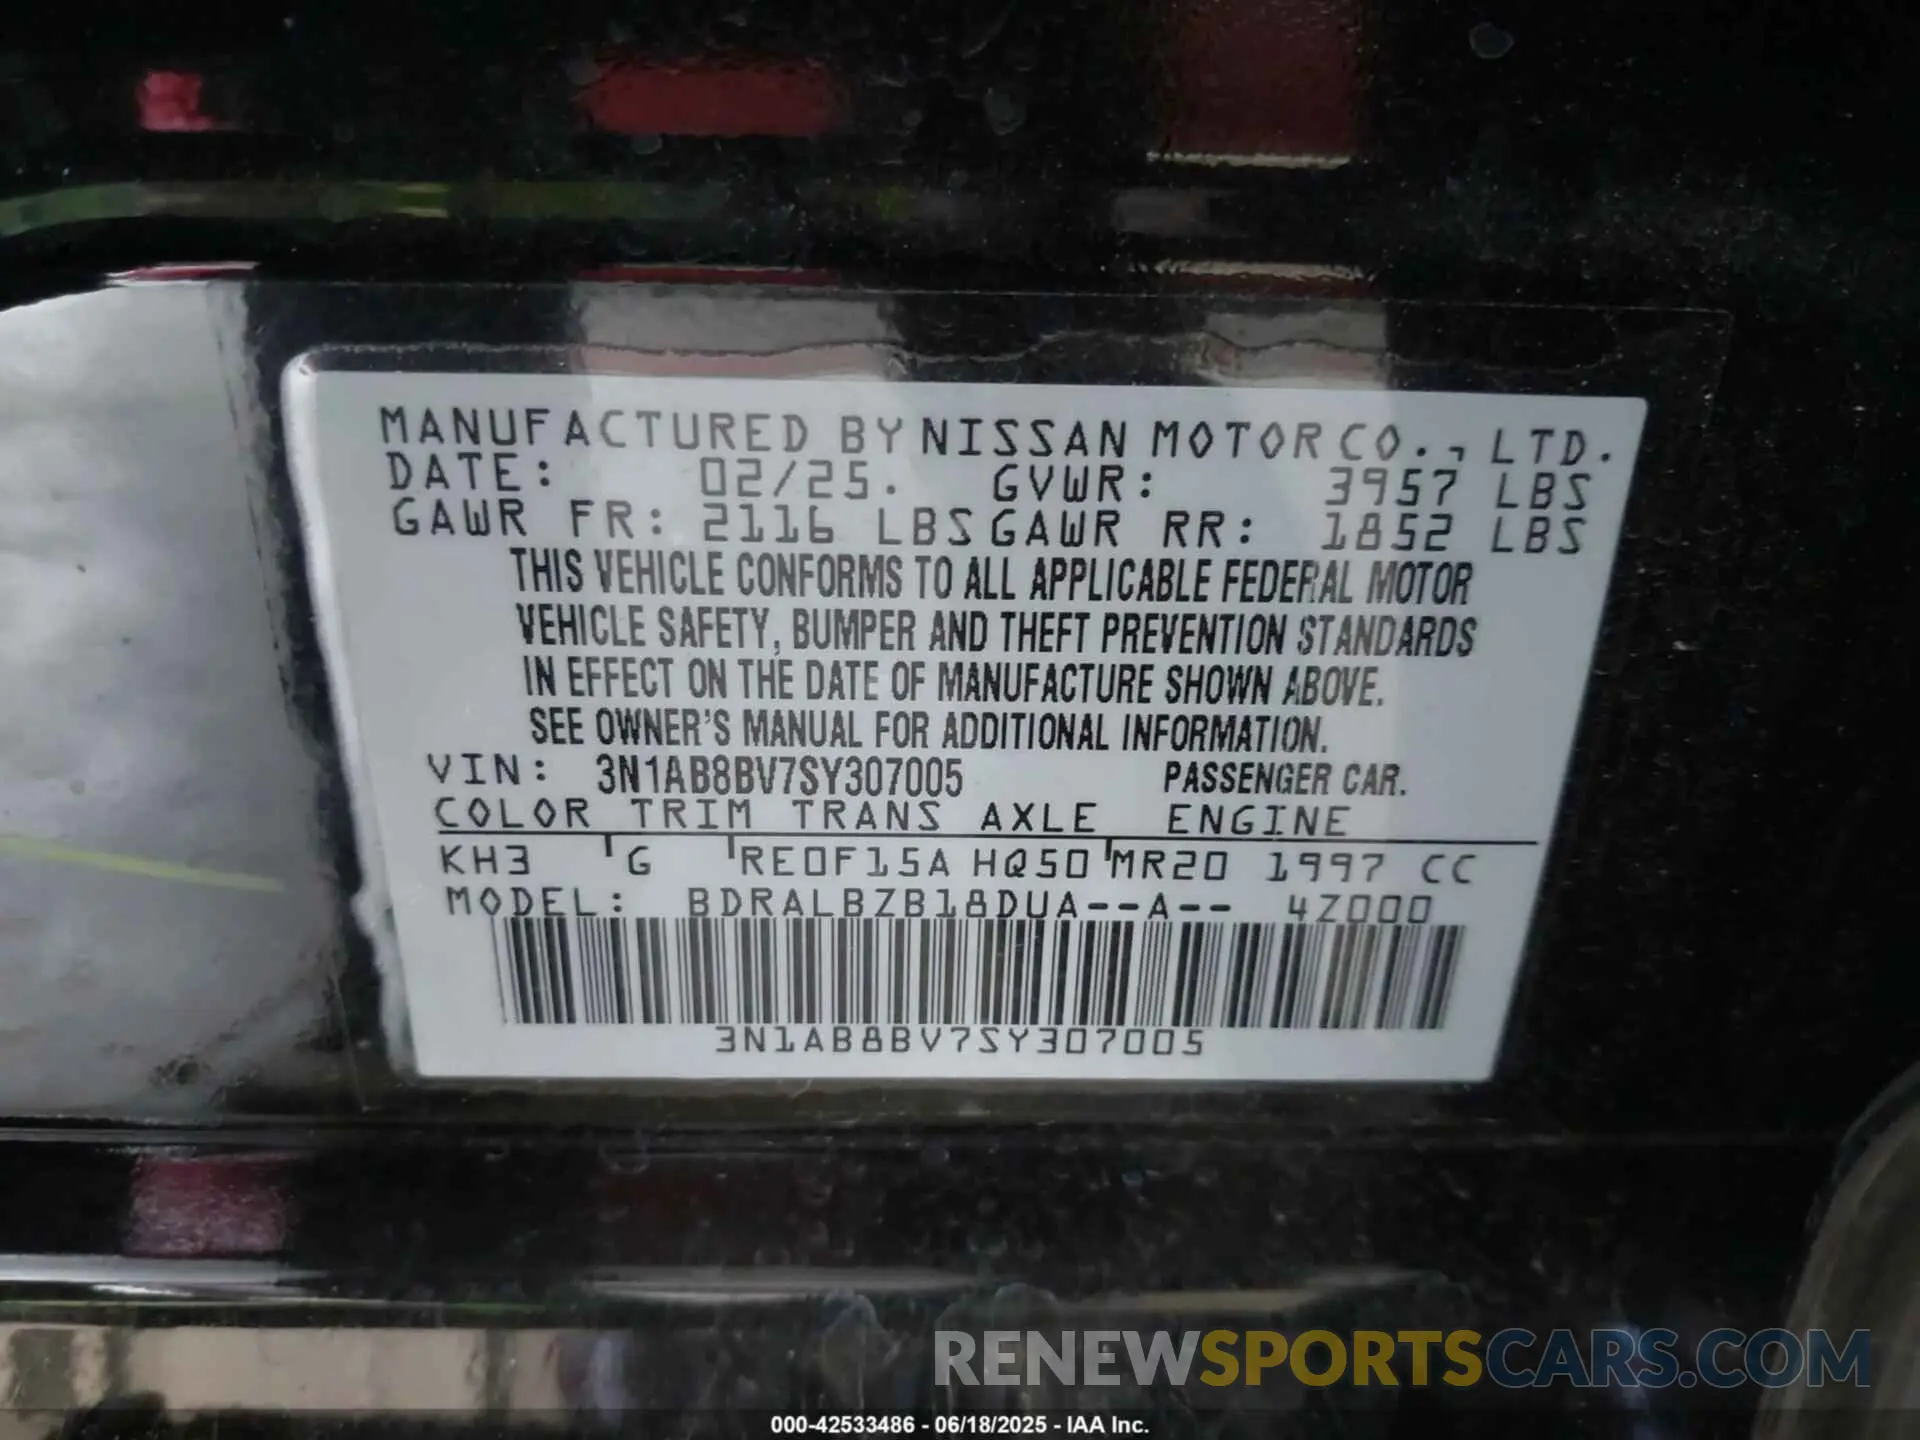 MANUFACTURED BY NISSAN MOTOR CO., LTD.
DATE: 02/25. GVWR: 3957 LBS
GAWR FR: 2116 LBS GAWR RR: 1852 LBS
THIS VEHICLE CONFORMS TO ALL APPLICABLE FEDERAL MOTOR
VEHICLE SAFETY, BUMPER AND THEFT PREVENTION STANDARDS
IN EFFECT ON THE DATE OF MANUFACTURE SHOWN ABOVE.
SEE OWNER'S MANUAL FOR ADDITIONAL INFORMATION.
VIN: 3N1AB8BV7SY307005 PASSENGER CAR.
COLOR TRIM TRANS AXLE ENGINE
KH3 G RE0F15A HQ50 MR20 1997 CC
MODEL: BDRALBZB18DUA--A-- 4Z000
3N1AB8BV7SY307005
RENEWSPORTSCARS.COM
000-42533486 - 06/18/2025 - IAA Inc.